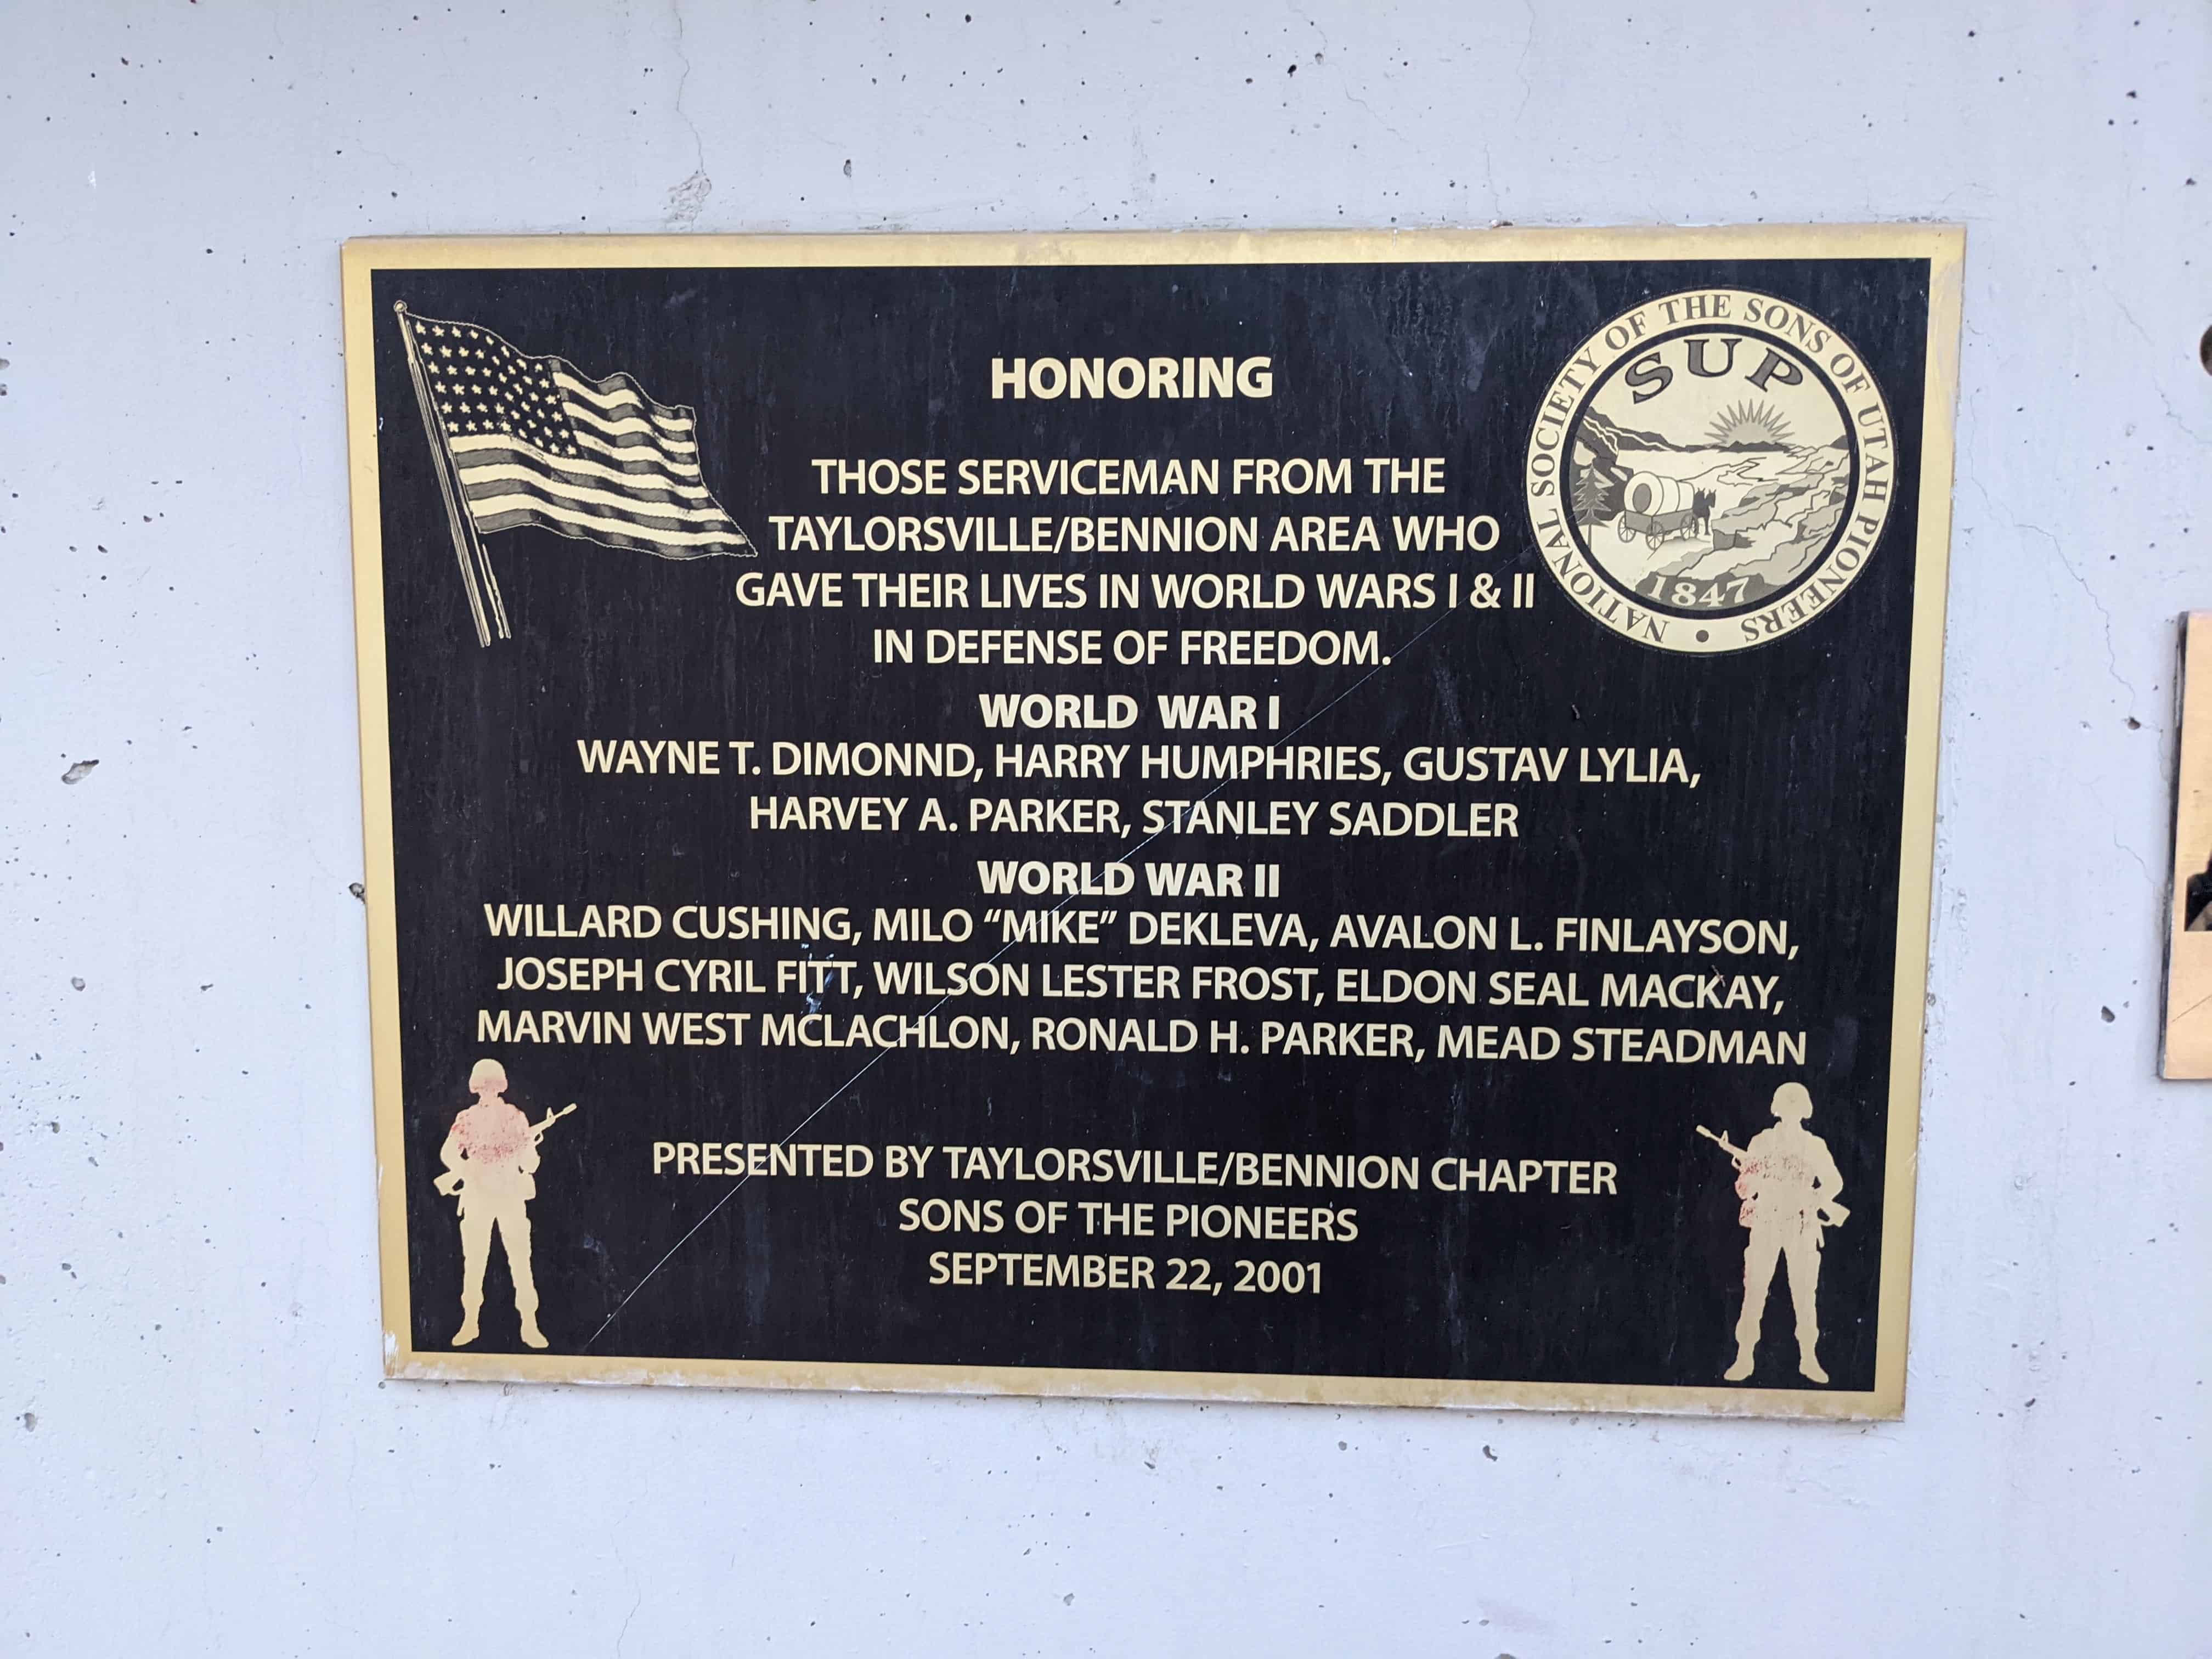 HONORING
THOSE SERVICEMAN FROM THE
TAYLORSVILLE/BENNION AREA WHO
GAVE THEIR LIVES IN WORLD WARS I & II
IN DEFENSE OF FREEDOM.
NATIONAL SOCIETY OF THE SONS OF UTAH PIONEERS
SUP
1847
WORLD WAR I
WAYNE T. DIMONND, HARRY HUMPHRIES, GUSTAV LYLIA,
HARVEY A. PARKER, STANLEY SADDLER
WORLD WAR II
WILLARD CUSHING, MILO “MIKE” DEKLEVA, AVALON L. FINLAYSON,
JOSEPH CYRIL FITT, WILSON LESTER FROST, ELDON SEAL MACKAY,
MARVIN WEST MCLACHLON, RONALD H. PARKER, MEAD STEADMAN
PRESENTED BY TAYLORSVILLE/BENNION CHAPTER
SONS OF THE PIONEERS
SEPTEMBER 22, 2001